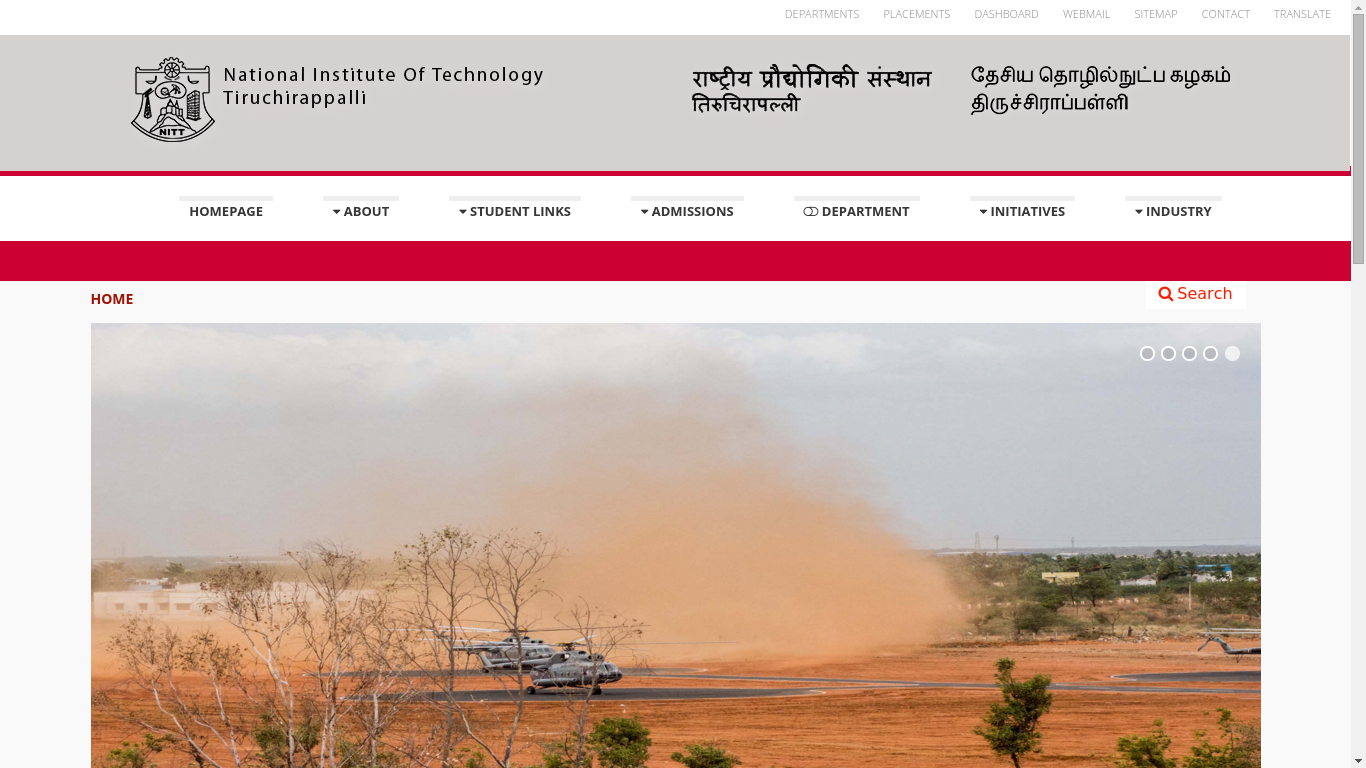 DEPARTMENTS PLACEMENTS DASHBOARD WEBMAIL SITEMAP CONTACT TRANSLATE
National Institute Of Technology
Tiruchirappalli
NITT
राष्ट्रीय प्रौद्योगिकी संस्थान
तिरुचिरापल्ली
தேசிய தொழில்நுட்ப கழகம்
திருச்சிராப்பள்ளி
HOMEPAGE ABOUT STUDENT LINKS ADMISSIONS DEPARTMENT INITIATIVES INDUSTRY
HOME
Search